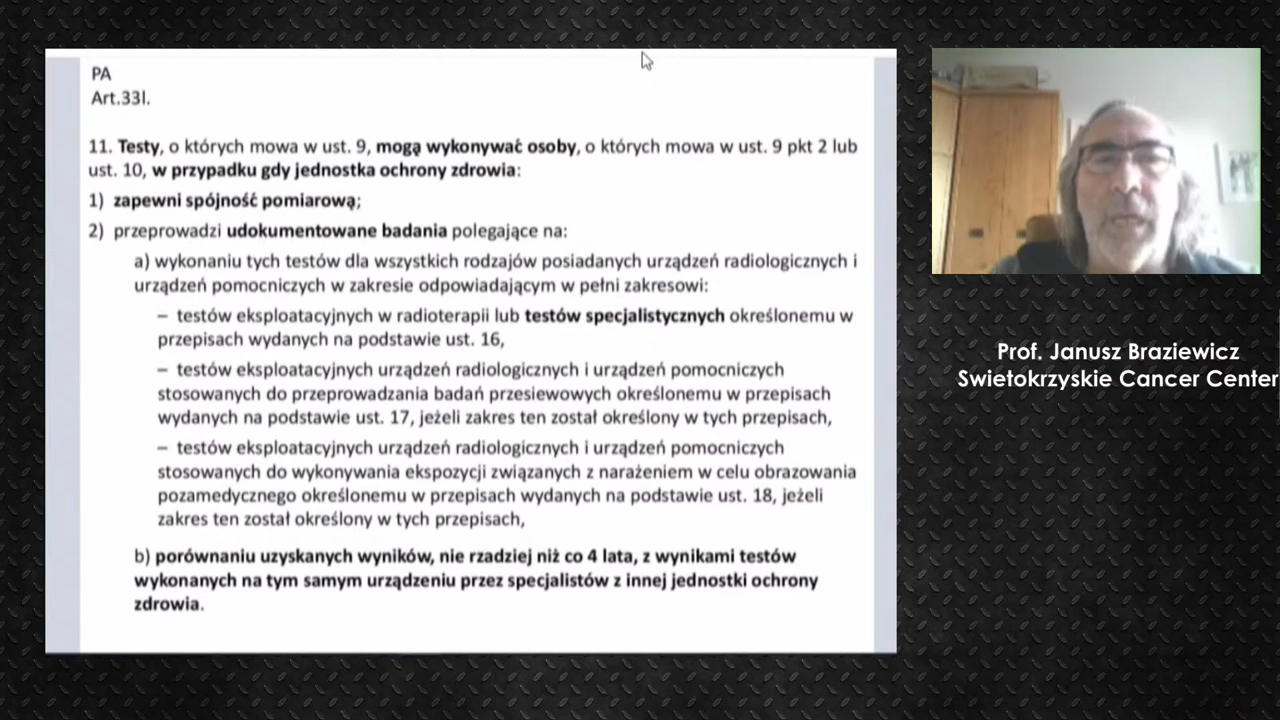 PA
Art.33l.
11. Testy, o których mowa w ust. 9, mogą wykonywać osoby, o których mowa w ust. 9 pkt 2 lub
ust. 10, w przypadku gdy jednostka ochrony zdrowia:
1) zapewni spójność pomiarową;
2) przeprowadzi udokumentowane badania polegające na:
a) wykonaniu tych testów dla wszystkich rodzajów posiadanych urządzeń radiologicznych i
urządzeń pomocniczych w zakresie odpowiadającym w pełni zakresowi:
– testów eksploatacyjnych w radioterapii lub testów specjalistycznych określonemu w
przepisach wydanych na podstawie ust. 16,
– testów eksploatacyjnych urządzeń radiologicznych i urządzeń pomocniczych
stosowanych do przeprowadzania badań przesiewowych określonemu w przepisach
wydanych na podstawie ust. 17, jeżeli zakres ten został określony w tych przepisach,
– testów eksploatacyjnych urządzeń radiologicznych i urządzeń pomocniczych
stosowanych do wykonywania ekspozycji związanych z narażeniem w celu obrazowania
pozamedycznego określonemu w przepisach wydanych na podstawie ust. 18, jeżeli
zakres ten został określony w tych przepisach,
b) porównaniu uzyskanych wyników, nie rzadziej niż co 4 lata, z wynikami testów
wykonanych na tym samym urządzeniu przez specjalistów z innej jednostki ochrony
zdrowia.
Prof. Janusz Braziewicz
Swietokrzyskie Cancer Center